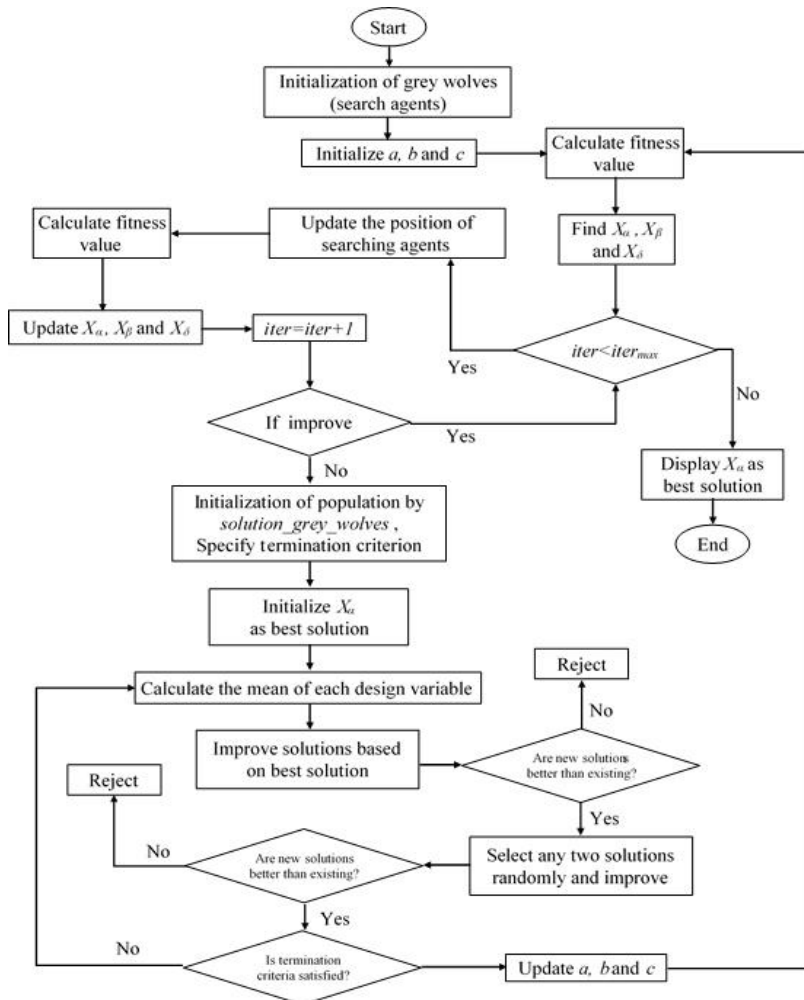 Start
Initialization of grey wolves
(search agents)
Initialize a, b and c
Calculate fitness
value
Find Xα , Xβ
and Xδ
iter<itermax
Yes
No
Update the position of
searching agents
Calculate fitness
value
Update Xα, Xβ and Xδ
iter=iter+1
If improve
Yes
No
Display Xα as
best solution
End
Initialization of population by
solution_grey_wolves ,
Specify termination criterion
Initialize Xα
as best solution
Calculate the mean of each design variable
Improve solutions based
on best solution
Are new solutions
better than existing?
No
Reject
Yes
Select any two solutions
randomly and improve
Are new solutions
better than existing?
No
Reject
Yes
Is termination
criteria satisfied?
No
Update a, b and c